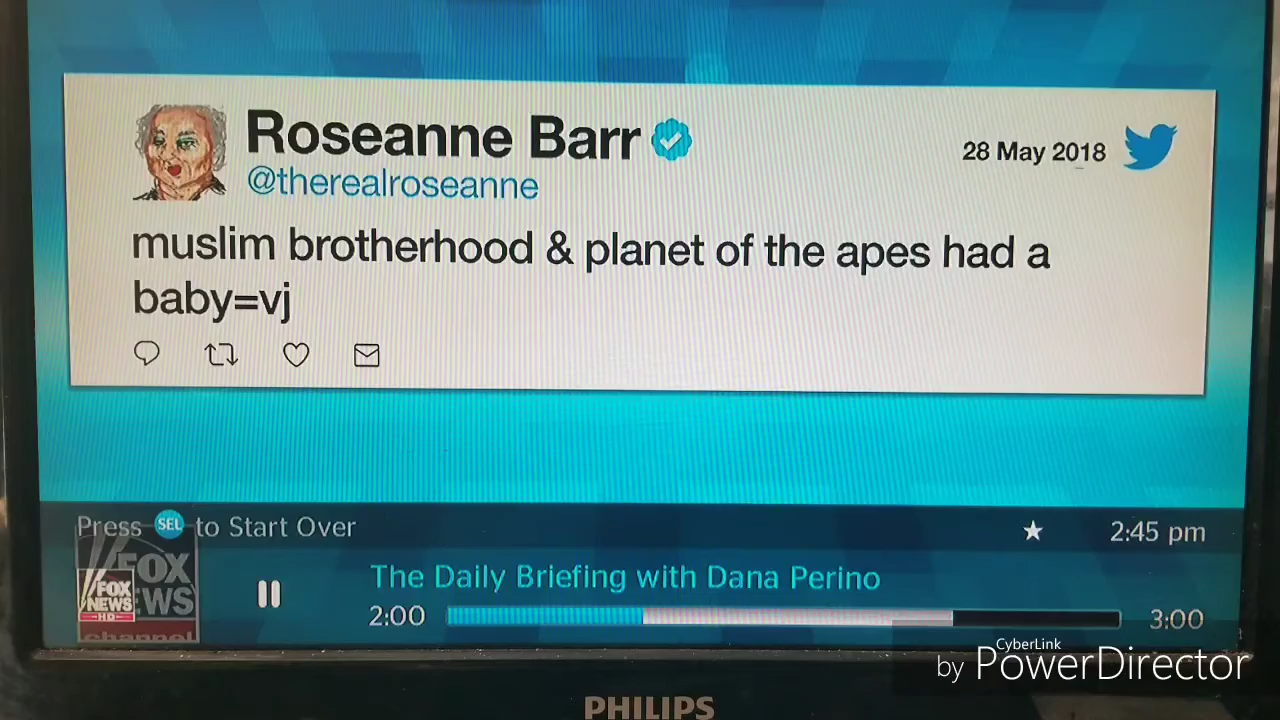 Roseanne Barr
@therealroseanne
28 May 2018
muslim brotherhood & planet of the apes had a
baby=vj
Press SEL to Start Over
2:45 pm
FOX
NEWS
channel
FOX
NEWS
HD
The Daily Briefing with Dana Perino
2:00
3:00
CyberLink
by PowerDirector
PHILIPS